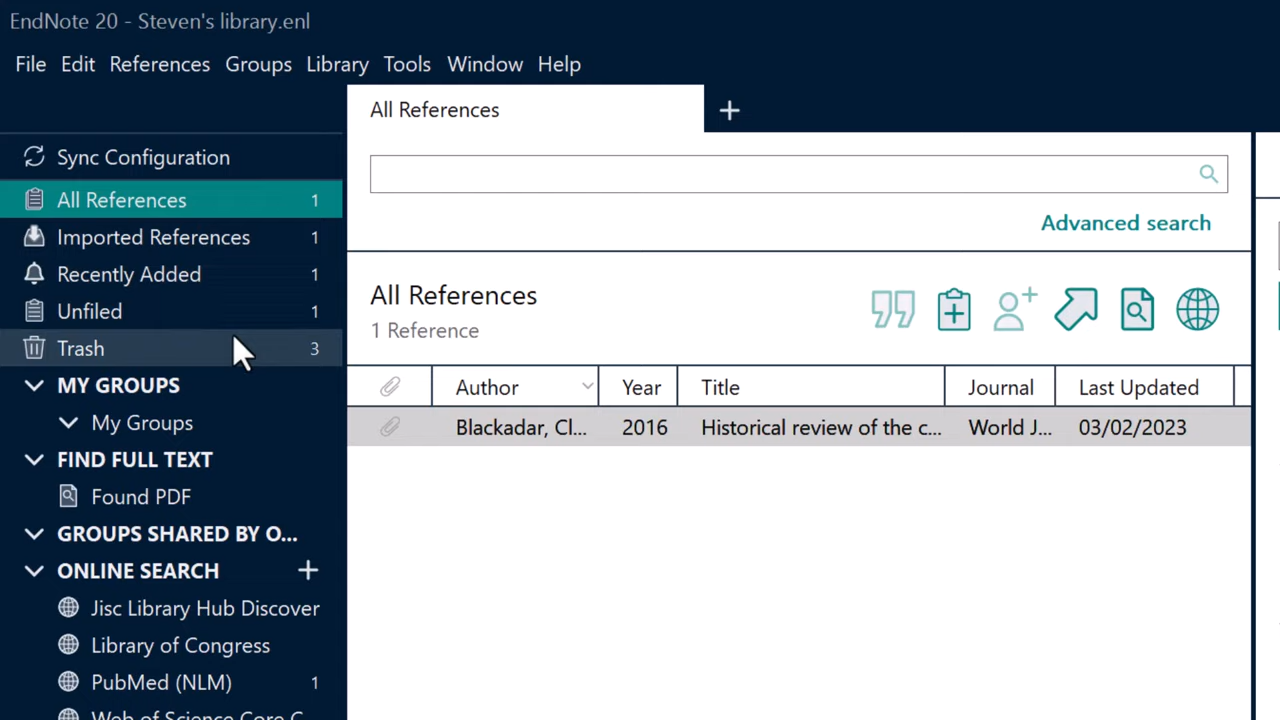 EndNote 20 - Steven's library.enl
File Edit References Groups Library Tools Window Help
All References
Sync Configuration
All References 1
Imported References 1
Recently Added 1
Unfiled 1
Trash 3
MY GROUPS
My Groups
FIND FULL TEXT
Found PDF
GROUPS SHARED BY O...
ONLINE SEARCH
Jisc Library Hub Discover
Library of Congress
PubMed (NLM) 1
Web of Science Core C
Advanced search
All References
1 Reference
Author Year Title Journal Last Updated
Blackadar, Cl... 2016 Historical review of the c... World J... 03/02/2023